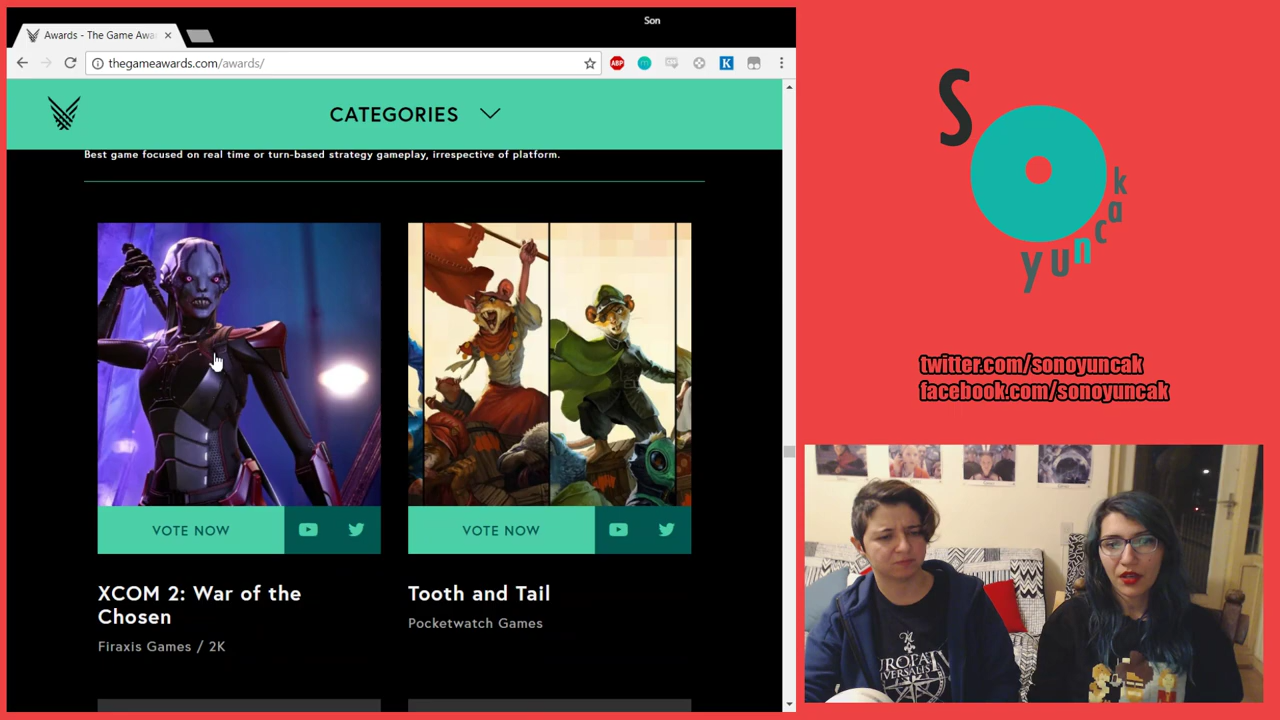 Son
Awards - The Game Awa
thegameawards.com/awards/
ABP
K
CATEGORIES
Best game focused on real time or turn-based strategy gameplay, irrespective of platform.
VOTE NOW
VOTE NOW
XCOM 2: War of the
Chosen
Firaxis Games / 2K
Tooth and Tail
Pocketwatch Games
S
yuncak
twitter.com/sonoyuncak
facebook.com/sonoyuncak